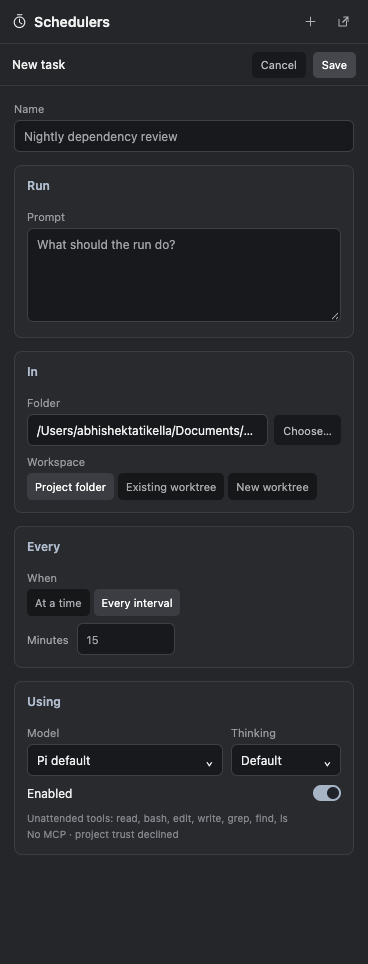 Schedulers
New task
Cancel
Save
Name
Nightly dependency review
Run
Prompt
What should the run do?
In
Folder
/Users/abhishektatikella/Documents/...
Choose...
Workspace
Project folder
Existing worktree
New worktree
Every
When
At a time
Every interval
Minutes
15
Using
Model
Thinking
Pi default
Default
Enabled
Unattended tools: read, bash, edit, write, grep, find, ls
No MCP · project trust declined